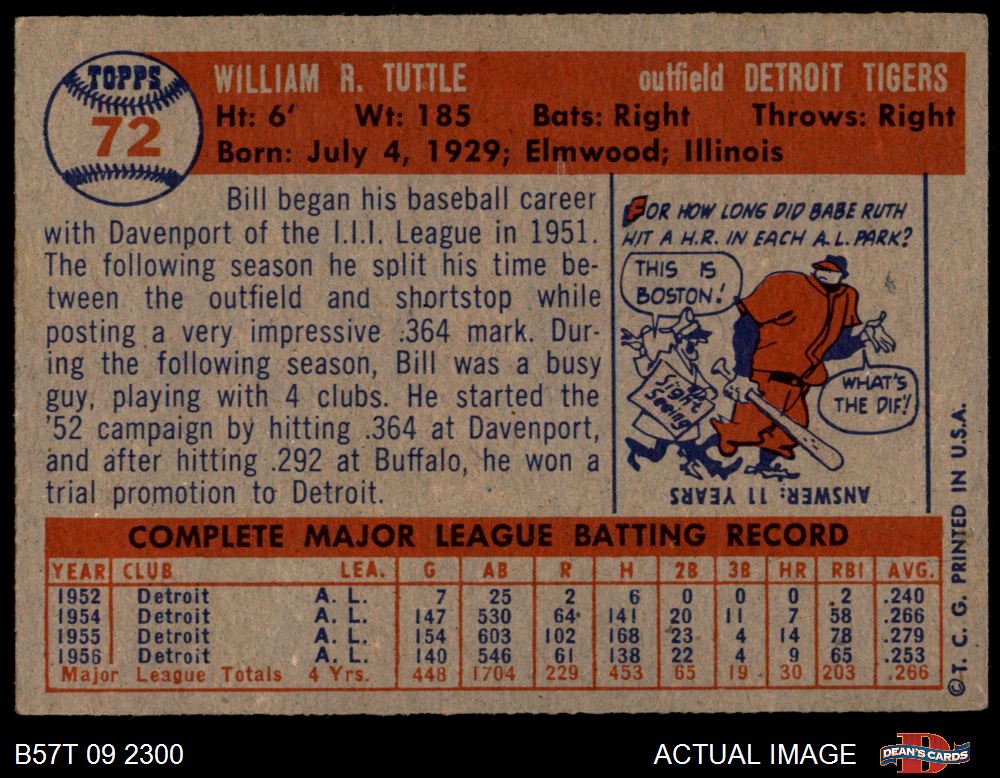 TOPPS
72
WILLIAM R. TUTTLE outfield DETROIT TIGERS
Ht: 6' Wt: 185 Bats: Right Throws: Right
Born: July 4, 1929; Elmwood; Illinois
Bill began his baseball career
with Davenport of the I.I.I. League in 1951.
The following season he split his time be-
tween the outfield and shortstop while
posting a very impressive .364 mark. Dur-
ing the following season, Bill was a busy
guy, playing with 4 clubs. He started the
'52 campaign by hitting .364 at Davenport,
and after hitting .292 at Buffalo, he won a
trial promotion to Detroit.
FOR HOW LONG DID BABE RUTH
HIT A H.R. IN EACH A.L. PARK?
THIS IS
BOSTON!
WHAT'S
THE DIF!
Sight
Seeing
ANSWER: 11 YEARS
COMPLETE MAJOR LEAGUE BATTING RECORD
YEAR CLUB LEA. G AB R H 2B 3B HR RBI AVG.
1952 Detroit A. L. 7 25 2 6 0 0 0 2 .240
1954 Detroit A. L. 147 530 64 141 20 11 7 58 .266
1955 Detroit A. L. 154 603 102 168 23 4 14 78 .279
1956 Detroit A. L. 140 546 61 138 22 4 9 65 .253
Major League Totals 4 Yrs. 448 1704 229 453 65 19 30 203 .266
© T. C. G. PRINTED IN U.S.A.
B57T 09 2300 ACTUAL IMAGE
DEAN'S CARDS